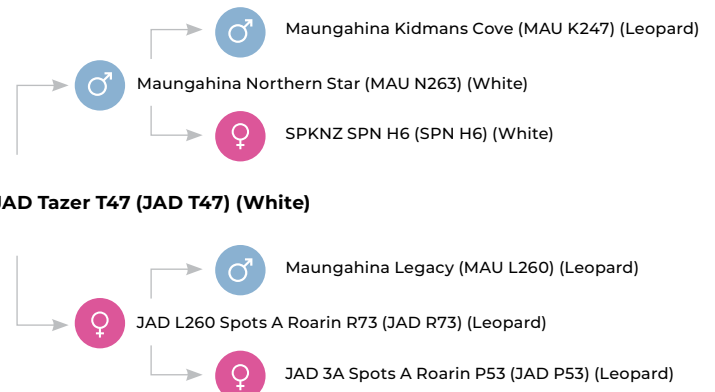 Maungahina Kidmans Cove (MAU K247) (Leopard)
Maungahina Northern Star (MAU N263) (White)
SPKNZ SPN H6 (SPN H6) (White)
JAD Tazer T47 (JAD T47) (White)
Maungahina Legacy (MAU L260) (Leopard)
JAD L260 Spots A Roarin R73 (JAD R73) (Leopard)
JAD 3A Spots A Roarin P53 (JAD P53) (Leopard)